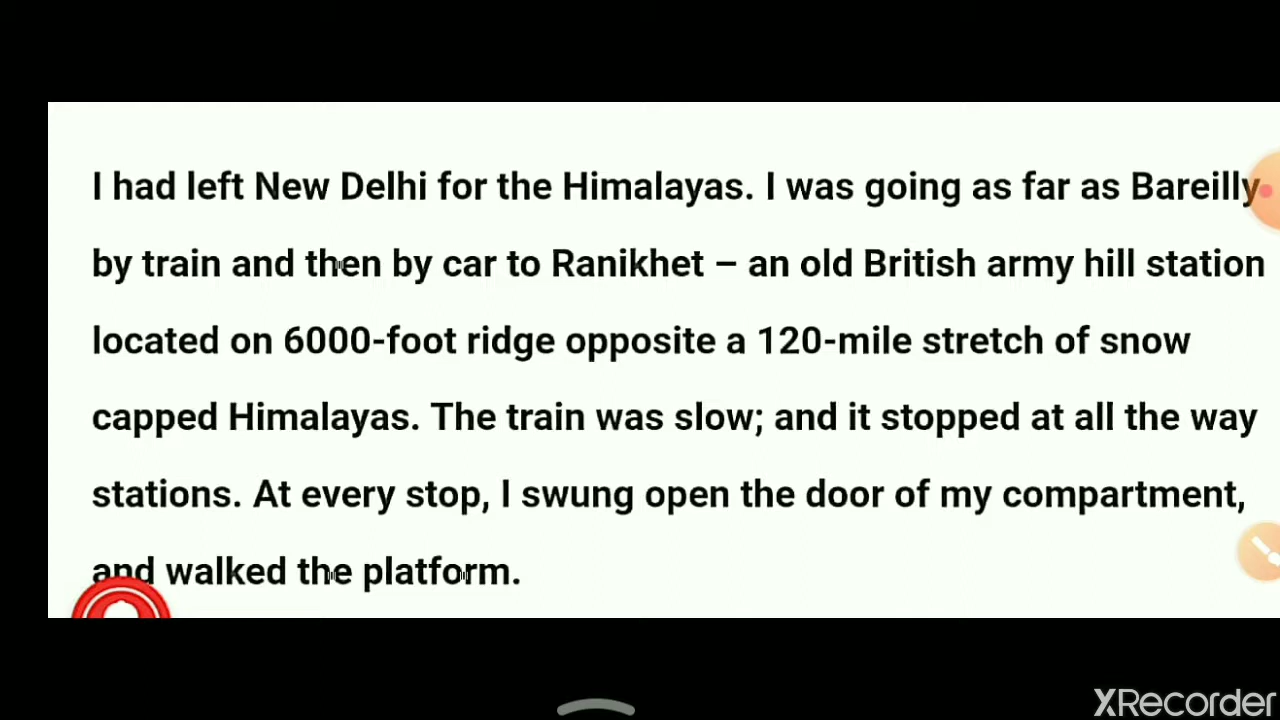 I had left New Delhi for the Himalayas. I was going as far as Bareilly
by train and then by car to Ranikhet – an old British army hill station
located on 6000-foot ridge opposite a 120-mile stretch of snow
capped Himalayas. The train was slow; and it stopped at all the way
stations. At every stop, I swung open the door of my compartment,
and walked the platform.
XRecorder